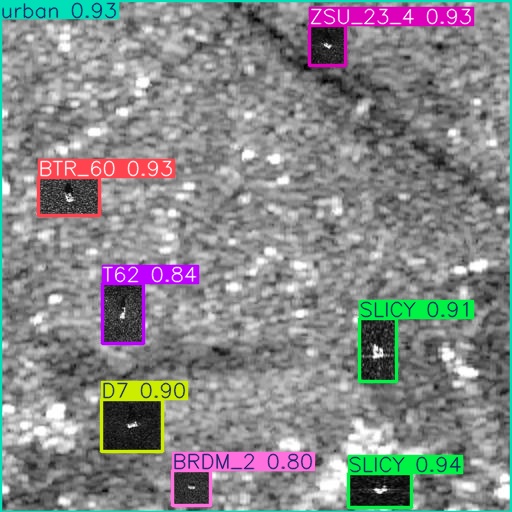 urban 0.93
ZSU_23_4 0.93
BTR_60 0.93
T62 0.84
SLICY 0.91
D7 0.90
BRDM_2 0.80
SLICY 0.94